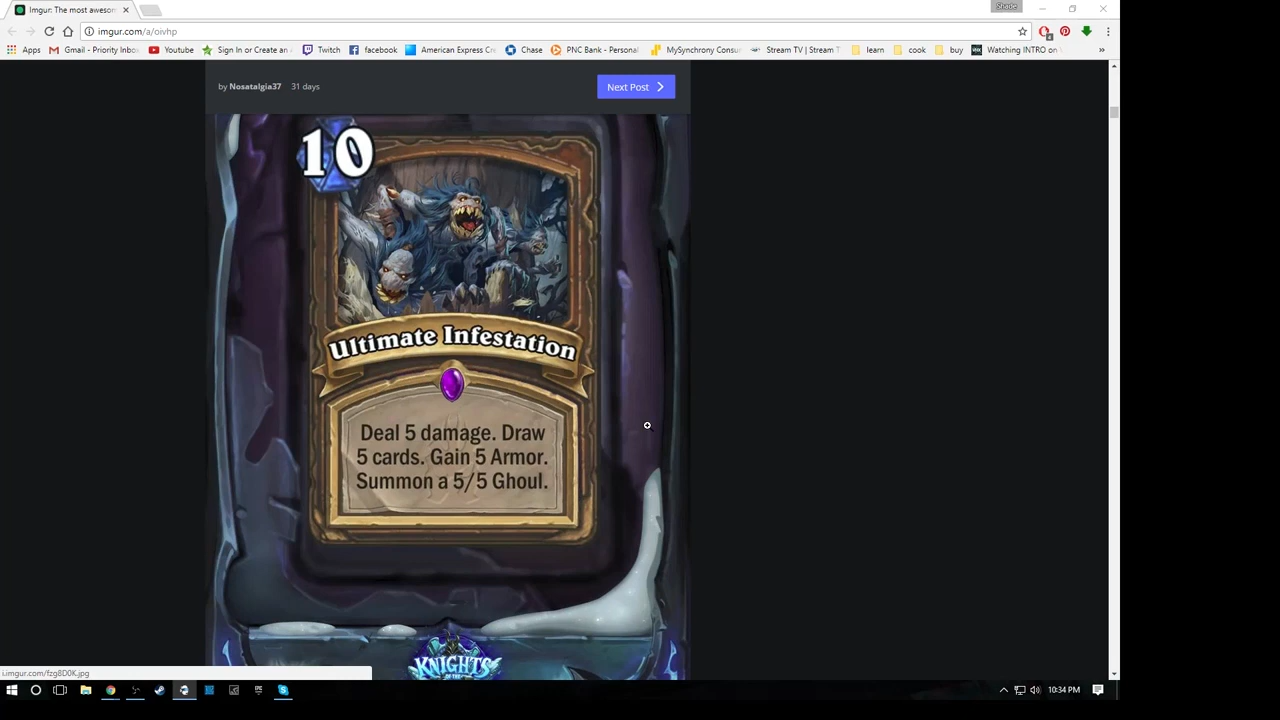 Imgur: The most awesom
Shade
imgur.com/a/oivhp
Apps
Gmail - Priority Inbo
Youtube
Sign In or Create an
Twitch
facebook
American Express Cr
Chase
PNC Bank - Personal
MySynchrony Consu
Stream TV | Stream T
learn
cook
buy
Watching INTRO on
»
by Nosatalgia37 31 days
Next Post
10
Ultimate Infestation
Deal 5 damage. Draw
5 cards. Gain 5 Armor.
Summon a 5/5 Ghoul.
KNIGHTS
OF THE
i.imgur.com/fzg8D0K.jpg
10:34 PM